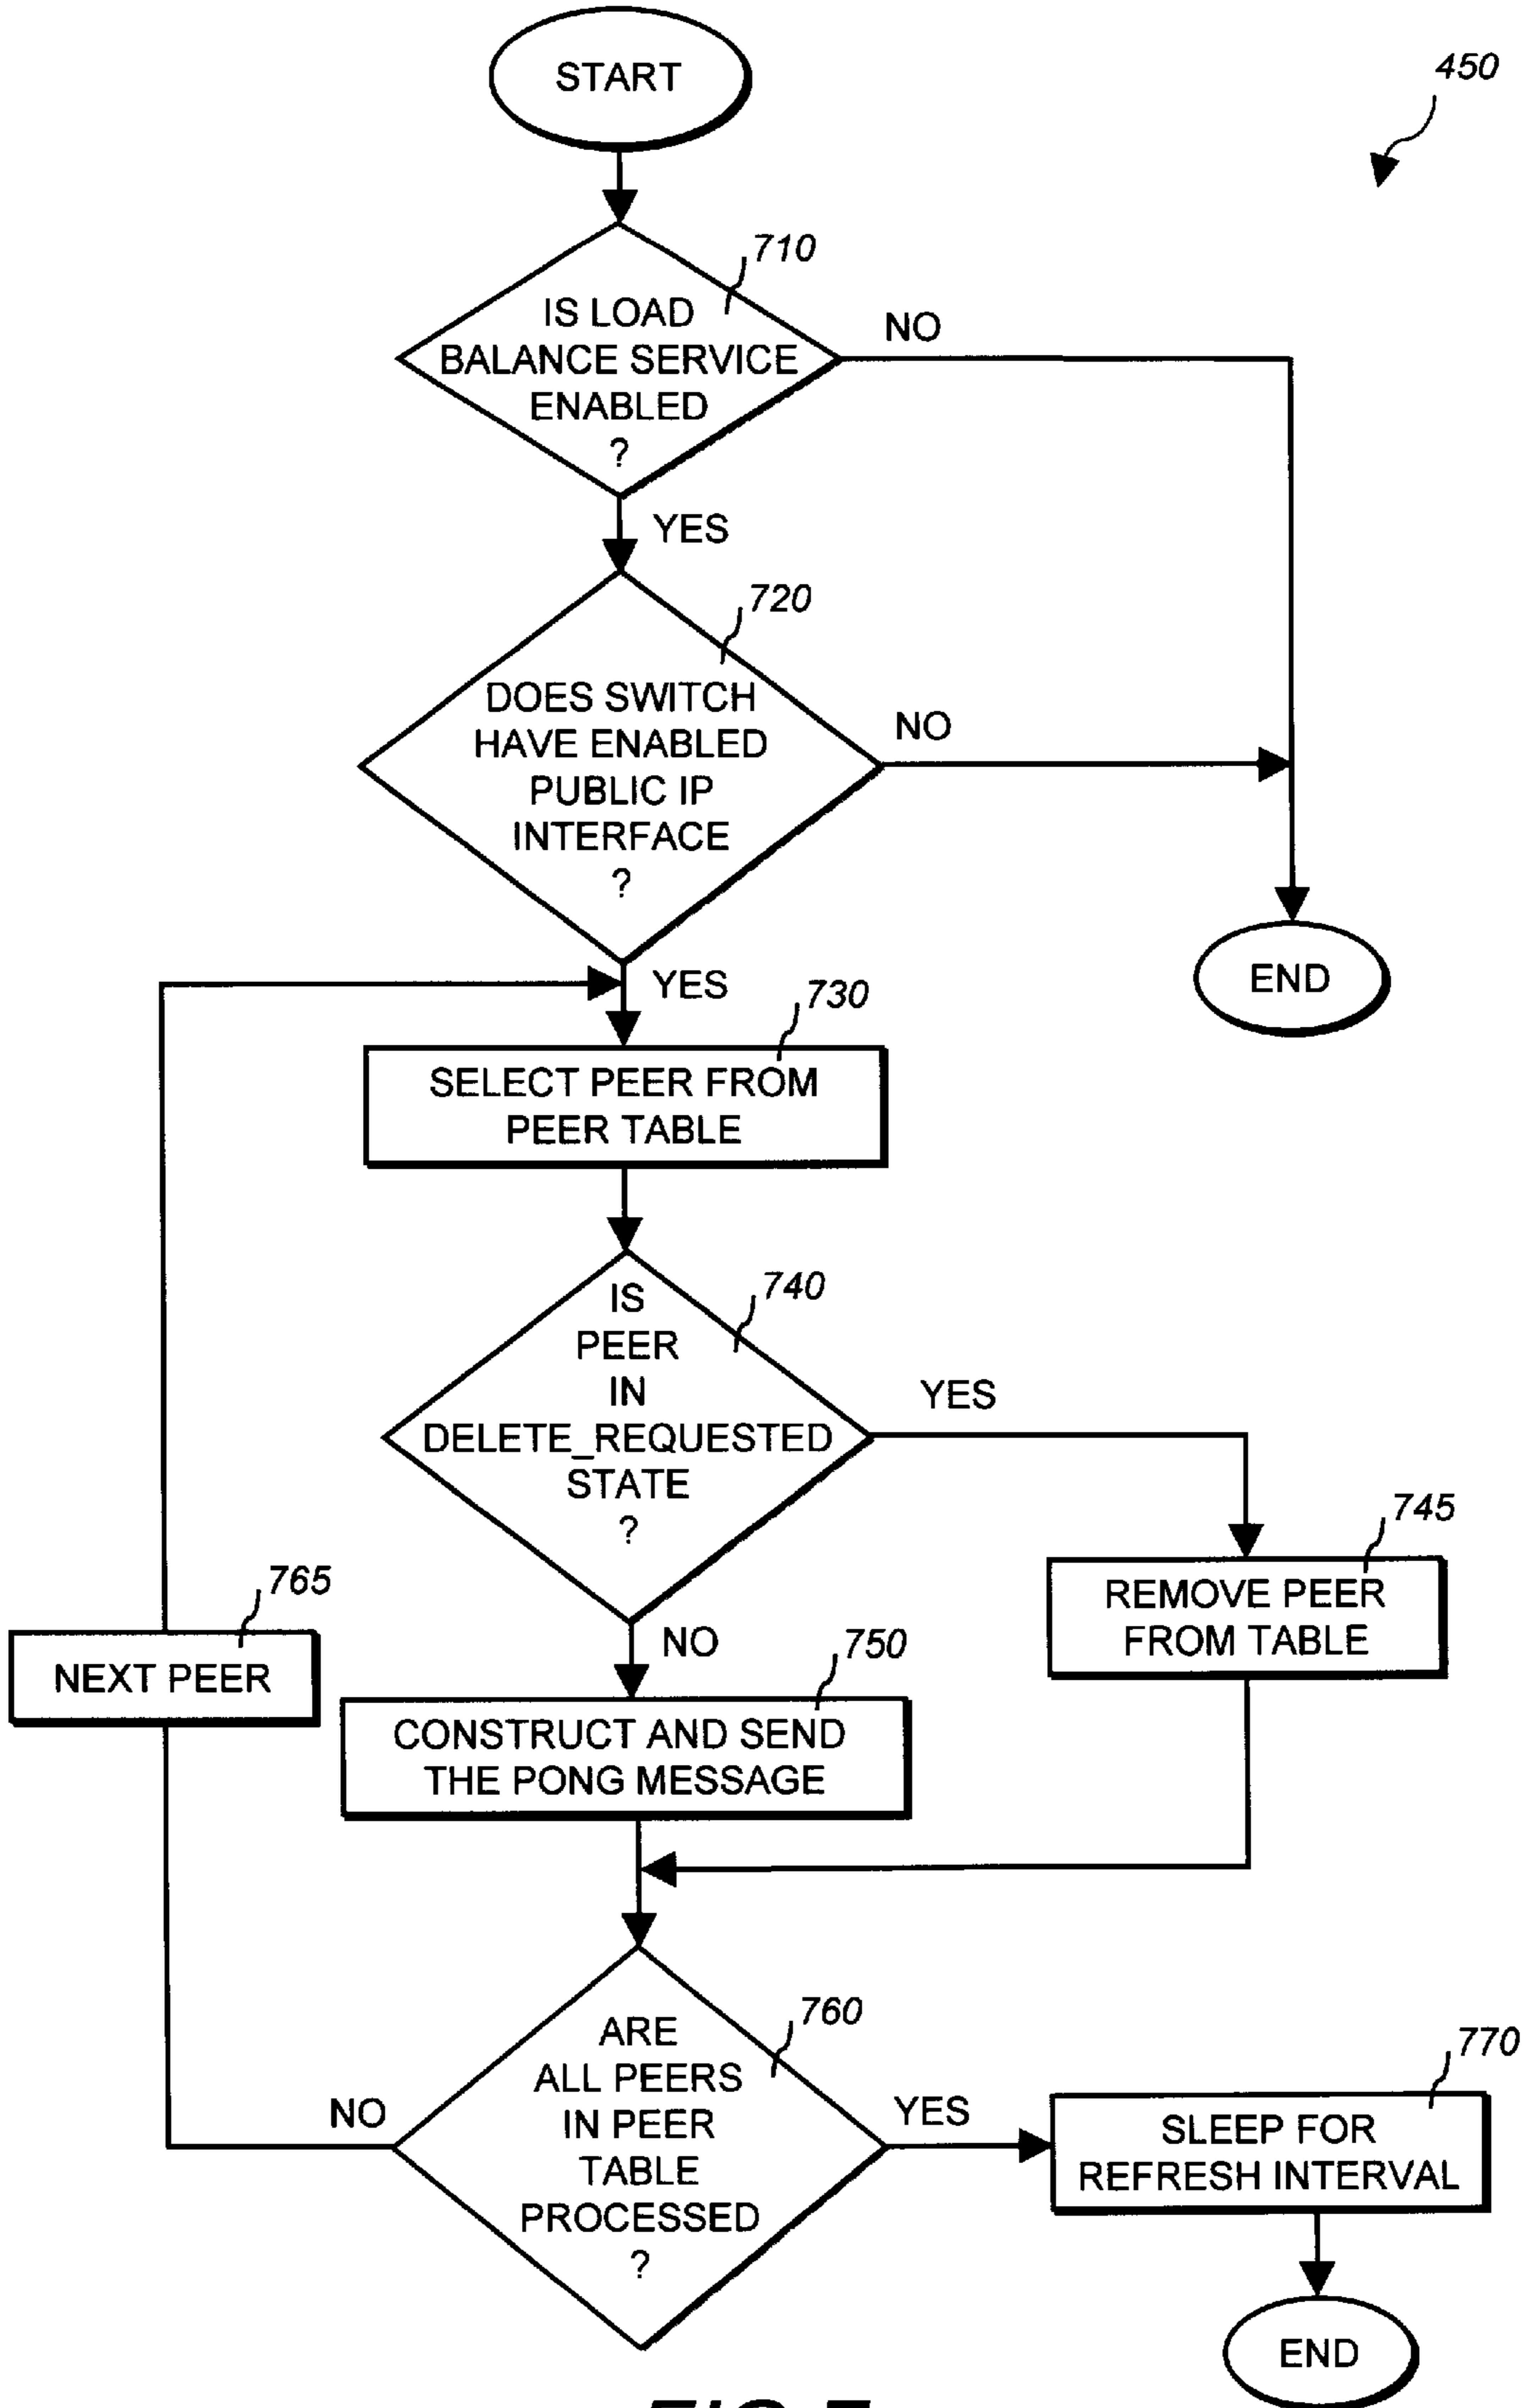 START
450
710
IS LOAD
BALANCE SERVICE
ENABLED
?
NO
YES
720
DOES SWITCH
HAVE ENABLED
PUBLIC IP
INTERFACE
?
NO
END
YES
730
SELECT PEER FROM
PEER TABLE
740
IS
PEER
IN
DELETE_REQUESTED
STATE
?
YES
745
REMOVE PEER
FROM TABLE
765
NEXT PEER
NO
750
CONSTRUCT AND SEND
THE PONG MESSAGE
760
ARE
ALL PEERS
IN PEER
TABLE
PROCESSED
?
NO
YES
770
SLEEP FOR
REFRESH INTERVAL
END